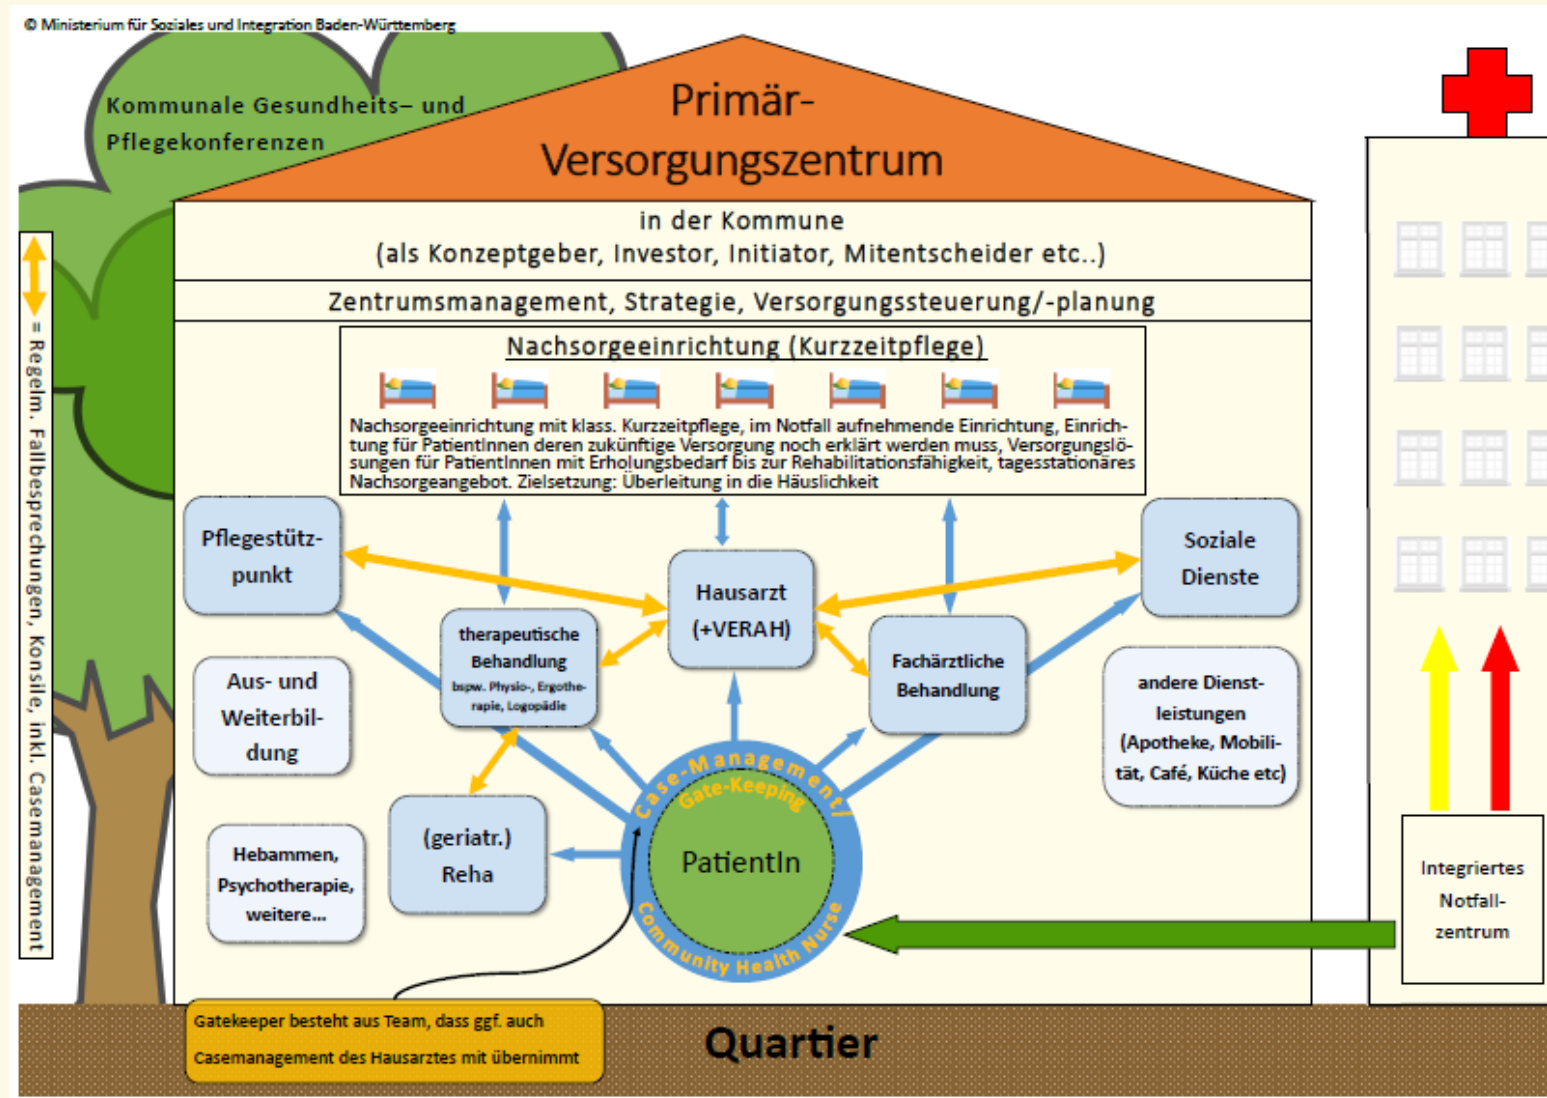 © Ministerium für Soziales und Integration Baden-Württemberg
Kommunale Gesundheits– und
Pflegekonferenzen
Primär-
Versorgungszentrum
in der Kommune
(als Konzeptgeber, Investor, Initiator, Mitentscheider etc..)
Zentrumsmanagement, Strategie, Versorgungssteuerung/-planung
Nachsorgeeinrichtung (Kurzzeitpflege)
Nachsorgeeinrichtung mit klass. Kurzzeitpflege, im Notfall aufnehmende Einrichtung, Einrich-
tung für PatientInnen deren zukünftige Versorgung noch erklärt werden muss, Versorgungslö-
sungen für PatientInnen mit Erholungsbedarf bis zur Rehabilitationsfähigkeit, tagesstationäres
Nachsorgeangebot. Zielsetzung: Überleitung in die Häuslichkeit
= Regelm. Fallbesprechungen, Konsile, inkl. Casemanagement
Pflegestütz-
punkt
Hausarzt
(+VERAH)
Soziale
Dienste
therapeutische
Behandlung
bspw. Physio-, Ergothe-
rapie, Logopädie
Fachärztliche
Behandlung
Aus- und
Weiterbil-
dung
andere Dienst-
leistungen
(Apotheke, Mobili-
tät, Café, Küche etc)
(geriatr.)
Reha
Hebammen,
Psychotherapie,
weitere...
Case-Management/
Gate-Keeping
PatientIn
Community Health Nurse
Integriertes
Notfall-
zentrum
Gatekeeper besteht aus Team, dass ggf. auch
Casemanagement des Hausarztes mit übernimmt
Quartier